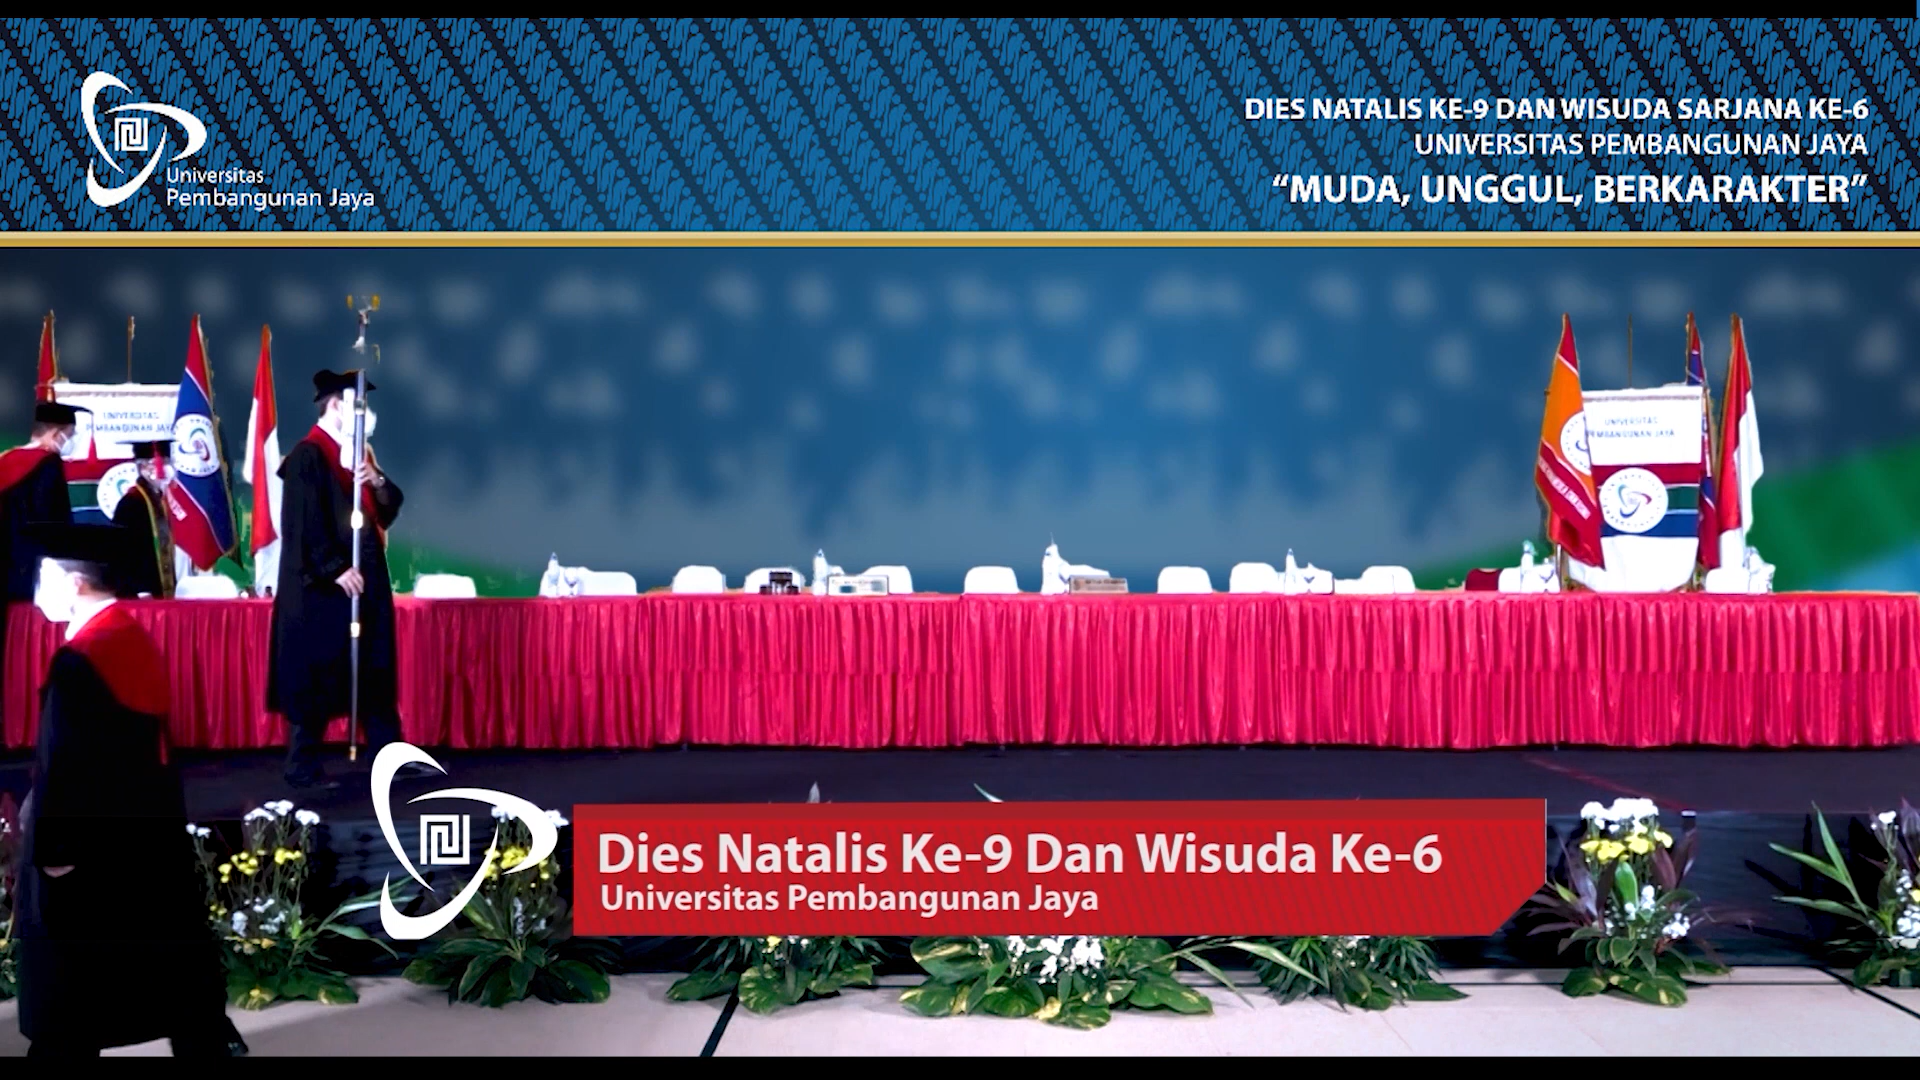 Universitas
Pembangunan Jaya
DIES NATALIS KE-9 DAN WISUDA SARJANA KE-6
UNIVERSITAS PEMBANGUNAN JAYA
“MUDA, UNGGUL, BERKARAKTER”
UNIVERSITAS
PEMBANGUNAN JAYA
UNIVERSITAS
PEMBANGUNAN JAYA
Dies Natalis Ke-9 Dan Wisuda Ke-6
Universitas Pembangunan Jaya